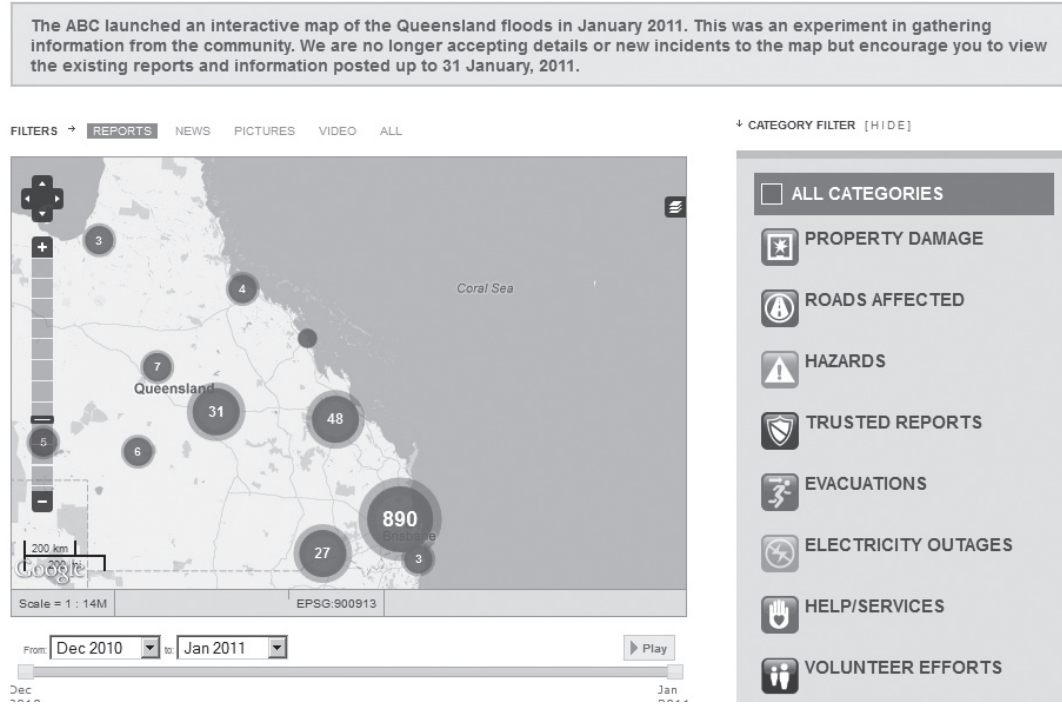 The ABC launched an interactive map of the Queensland floods in January 2011. This was an experiment in gathering
information from the community. We are no longer accepting details or new incidents to the map but encourage you to view
the existing reports and information posted up to 31 January, 2011.
FILTERS → REPORTS NEWS PICTURES VIDEO ALL
3
4
Coral Sea
7
Queensland
31
48
5
6
890
Brisbane
27
3
200 km
200 mi
Google
Scale = 1 : 14M
EPSG:900913
From: Dec 2010 to: Jan 2011
Play
Dec
Jan
2010
2011
↓ CATEGORY FILTER [HIDE]
ALL CATEGORIES
PROPERTY DAMAGE
ROADS AFFECTED
HAZARDS
TRUSTED REPORTS
EVACUATIONS
ELECTRICITY OUTAGES
HELP/SERVICES
VOLUNTEER EFFORTS